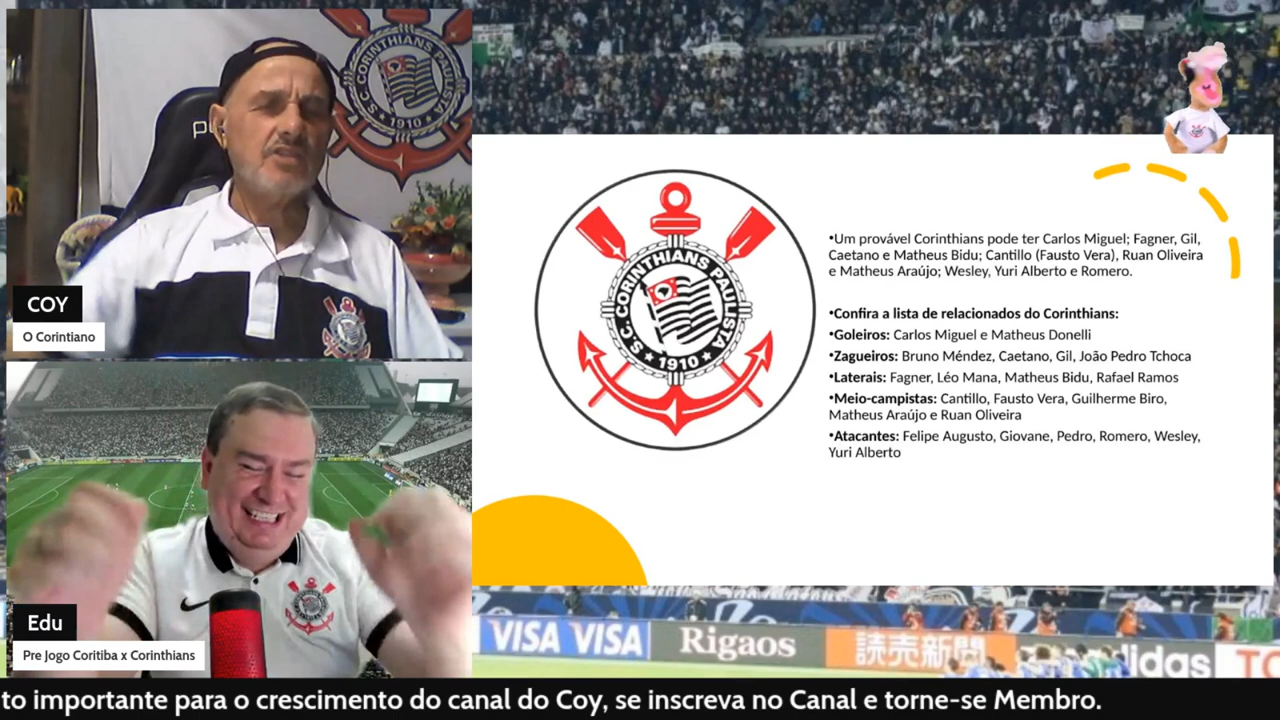 CORINTHIANS PAULISTA
S.C.
1910
COY
O Corintiano
Edu
Pre Jogo Coritiba x Corinthians
S.C. CORINTHIANS PAULISTA
1910
•Um provável Corinthians pode ter Carlos Miguel; Fagner, Gil,
Caetano e Matheus Bidu; Cantillo (Fausto Vera), Ruan Oliveira
e Matheus Araújo; Wesley, Yuri Alberto e Romero.
•Confira a lista de relacionados do Corinthians:
•Goleiros: Carlos Miguel e Matheus Donelli
•Zagueiros: Bruno Méndez, Caetano, Gil, João Pedro Tchoca
•Laterais: Fagner, Léo Mana, Matheus Bidu, Rafael Ramos
•Meio-campistas: Cantillo, Fausto Vera, Guilherme Biro,
Matheus Araújo e Ruan Oliveira
•Atacantes: Felipe Augusto, Giovane, Pedro, Romero, Wesley,
Yuri Alberto
VISA VISA
Rigaos
読売新聞
adidas
to importante para o crescimento do canal do Coy, se inscreva no Canal e torne-se Membro.